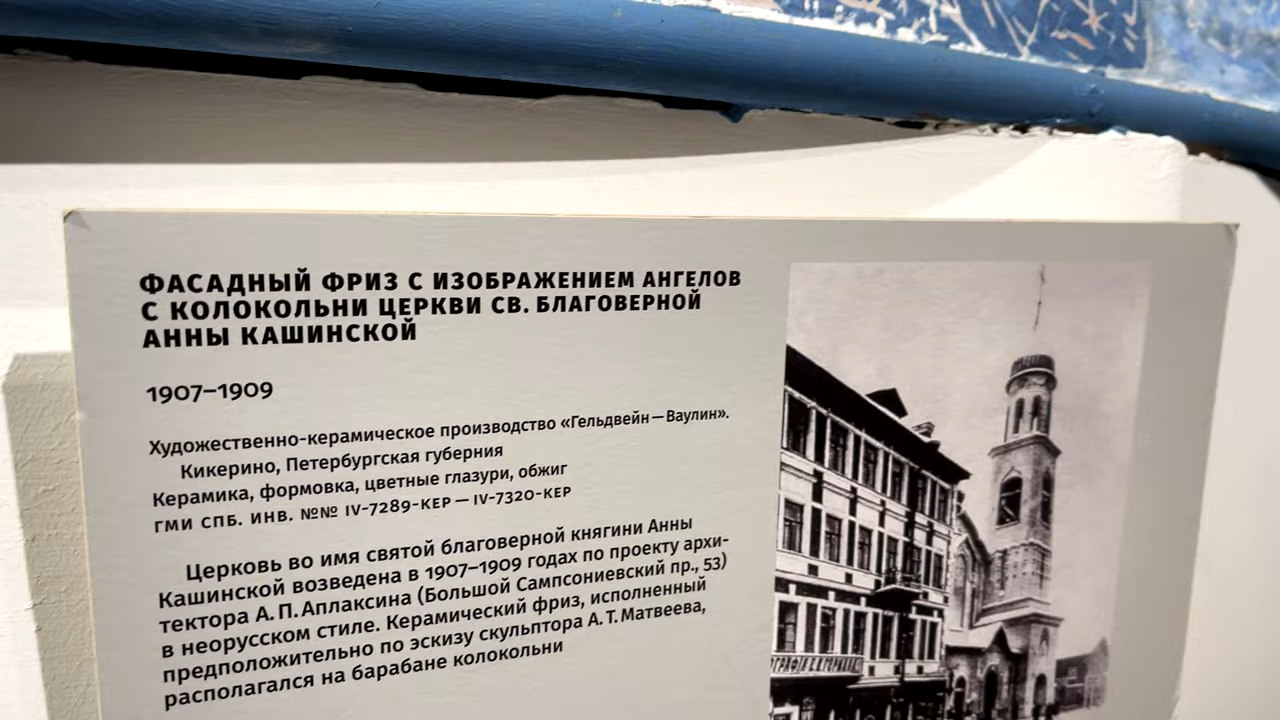 ФАСАДНЫЙ ФРИЗ С ИЗОБРАЖЕНИЕМ АНГЕЛОВ
С КОЛОКОЛЬНИ ЦЕРКВИ СВ. БЛАГОВЕРНОЙ
АННЫ КАШИНСКОЙ
1907–1909
Художественно-керамическое производство «Гельдвейн — Ваулин».
Кикерино, Петербургская губерния
Керамика, формовка, цветные глазури, обжиг
ГМИ СПБ. ИНВ. №№ IV-7289-КЕР — IV-7320-КЕР
Церковь во имя святой благоверной княгини Анны
Кашинской возведена в 1907–1909 годах по проекту архи-
тектора А. П. Аплаксина (Большой Сампсониевский пр., 53)
в неорусском стиле. Керамический фриз, исполненный
предположительно по эскизу скульптора А. Т. Матвеева,
располагался на барабане колокольни